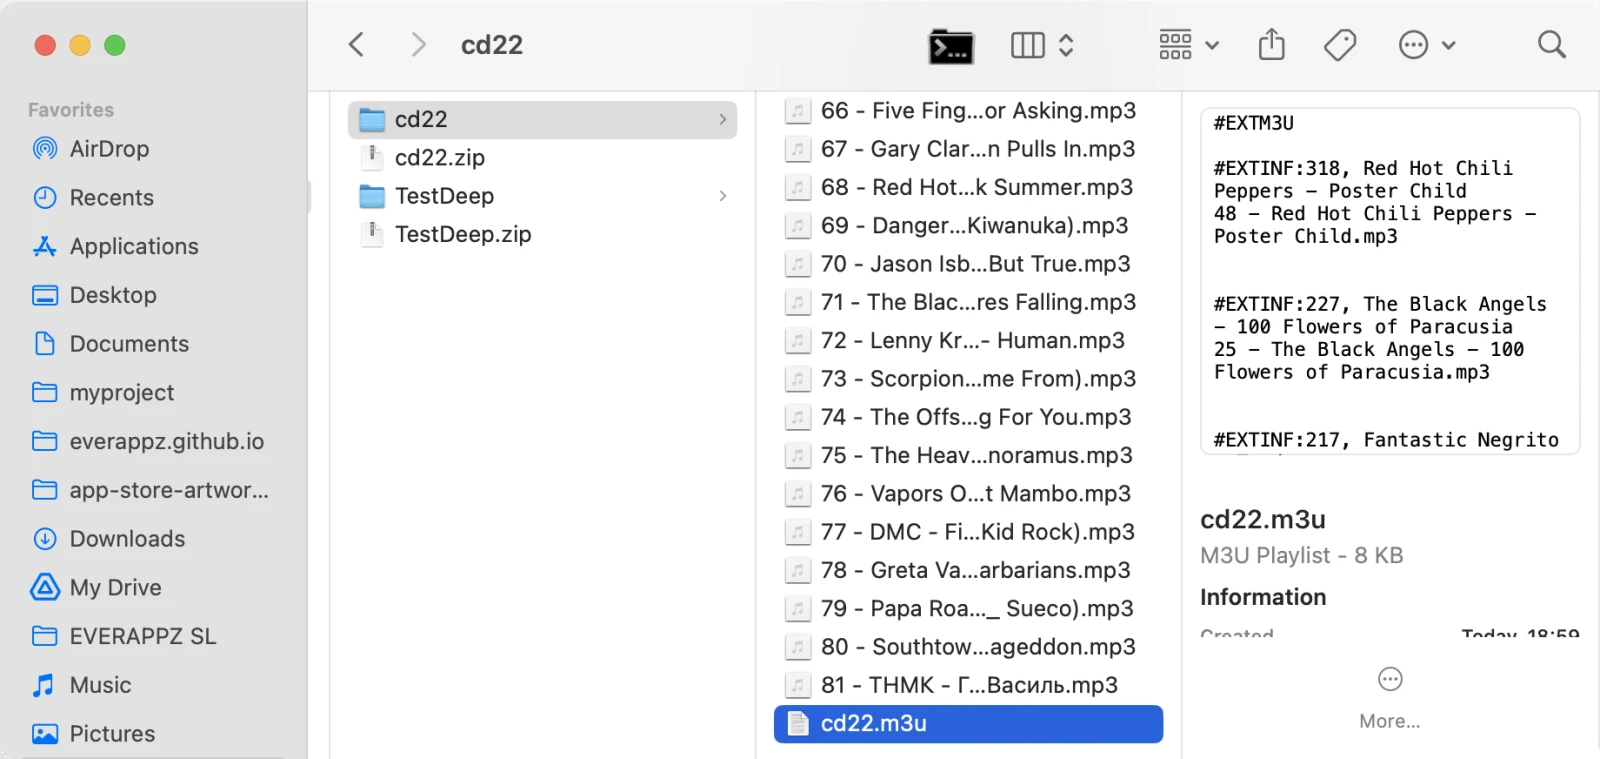 cd22
Favorites
AirDrop
Recents
Applications
Desktop
Documents
myproject
everappz.github.io
app-store-artwor...
Downloads
My Drive
EVERAPPZ SL
Music
Pictures
cd22
cd22.zip
TestDeep
TestDeep.zip
66 - Five Fing...or Asking.mp3
67 - Gary Clar...n Pulls In.mp3
68 - Red Hot...k Summer.mp3
69 - Danger...Kiwanuka).mp3
70 - Jason Isb...But True.mp3
71 - The Blac...res Falling.mp3
72 - Lenny Kr...- Human.mp3
73 - Scorpion...me From).mp3
74 - The Offs...g For You.mp3
75 - The Heav...noramus.mp3
76 - Vapors O...t Mambo.mp3
77 - DMC - Fi...Kid Rock).mp3
78 - Greta Va...arbarians.mp3
79 - Papa Roa..._ Sueco).mp3
80 - Southtow...ageddon.mp3
81 - ТНМК - Г...Василь.mp3
cd22.m3u
#EXTM3U
#EXTINF:318, Red Hot Chili
Peppers - Poster Child
48 - Red Hot Chili Peppers -
Poster Child.mp3
#EXTINF:227, The Black Angels
- 100 Flowers of Paracusia
25 - The Black Angels - 100
Flowers of Paracusia.mp3
#EXTINF:217, Fantastic Negrito
cd22.m3u
M3U Playlist - 8 KB
Information
Created Today, 18:59
More...